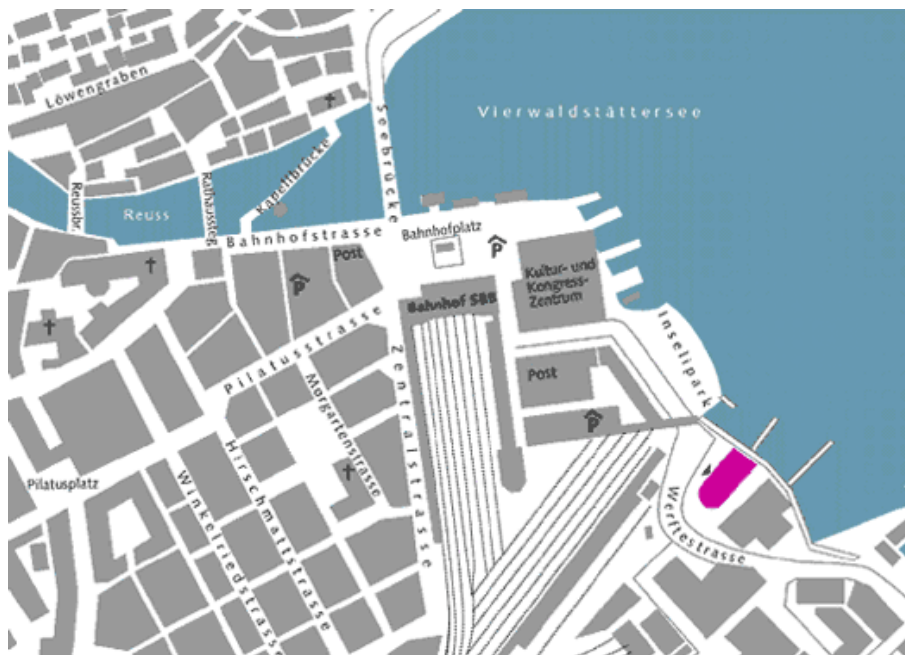 Löwengraben
Vierwaldstättersee
Seebrücke
Kapellbrücke
Rathaussteg
Reussbr.
Reuss
Bahnhofstrasse
Bahnhofplatz
Post
P
P
Kultur- und
Kongress-
Zentrum
Bahnhof SBB
Inselipark
Pilatusstrasse
Zentralstrasse
Morgartenstrasse
Post
P
Hirschmattstrasse
Winkelriedstrasse
Pilatusplatz
Werftestrasse